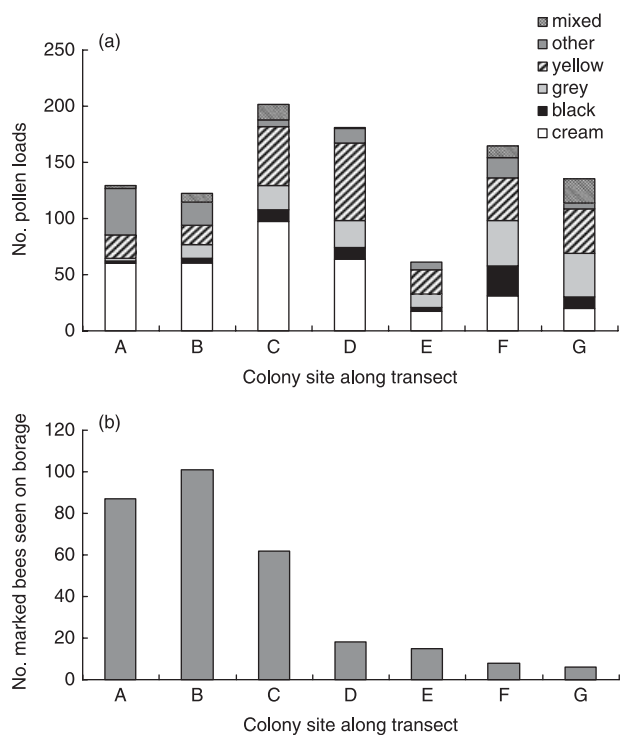 (a)
mixed
other
yellow
grey
black
cream
No. pollen loads
250
200
150
100
50
0
A B C D E F G
Colony site along transect
(b)
No. marked bees seen on borage
120
100
80
60
40
20
0
A B C D E F G
Colony site along transect